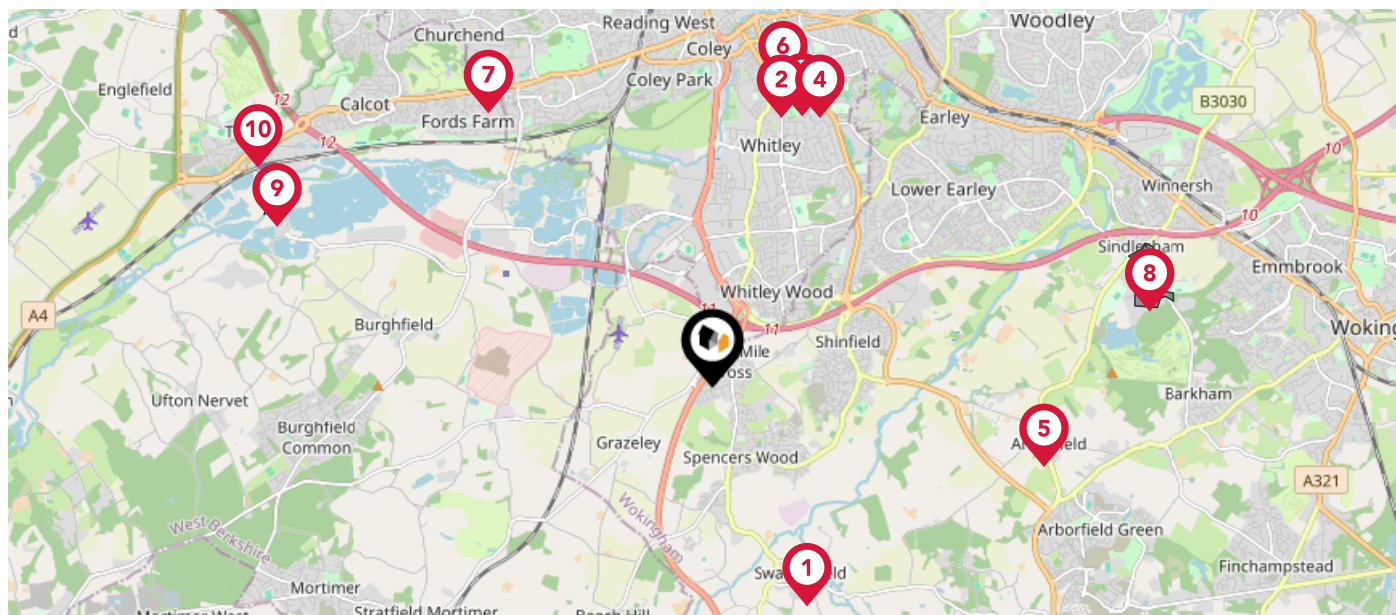 Reading West
Woodley
Churchend
Coley
6
7
2
4
Coley Park
Englefield
12
Calcot
B3030
Fords Farm
Earley
10
12
Whitley
10
9
Lower Earley
Winnersh
10
Sindlesham
Emmbrook
8
Whitley Wood
11
A4
Burghfield
11
Mile
Shinfield
Ufton Nervet
Barkham
Burghfield
Common
Grazeley
5
Spencers Wood
A321
West Berkshire
Wokingham
Arborfield Green
1
Finchampstead
Mortimer
Stratfield Mortimer